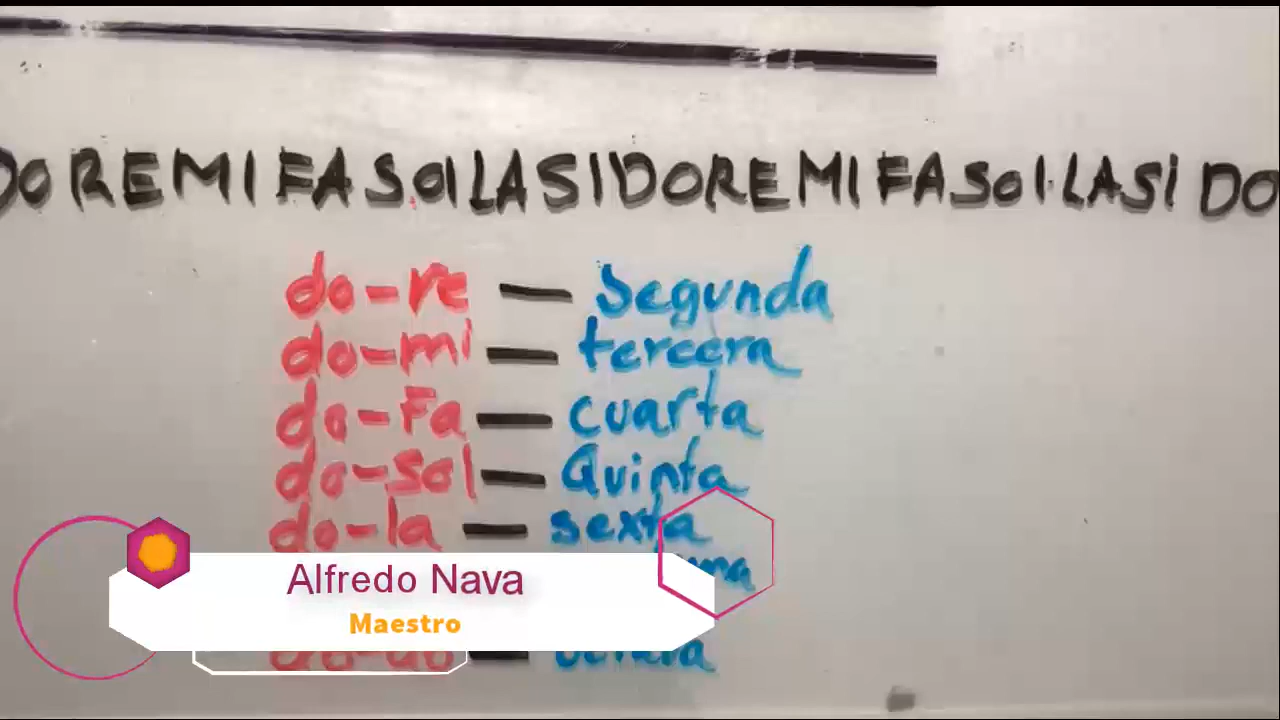 DO RE MI FA SOl LA SI DO RE MI FA Sol LA SI DO
do-re — Segunda
do-mi — tercera
do-Fa — cuarta
do-sol — Quinta
do-la — sexta
Alfredo Nava
Maestro